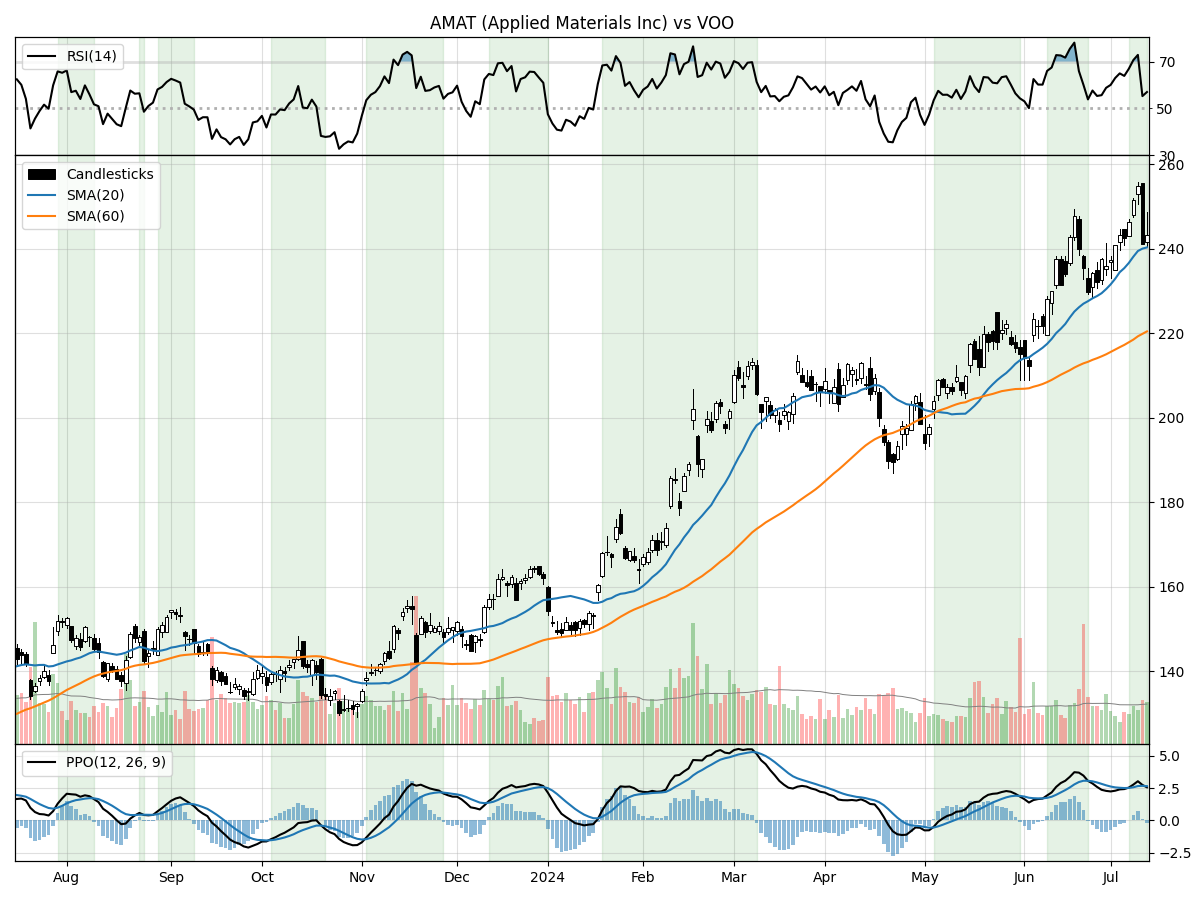 AMAT (Applied Materials Inc) vs VOO
RSI(14)
70
50
30
Candlesticks
SMA(20)
SMA(60)
260
240
220
200
180
160
140
PPO(12, 26, 9)
5.0
2.5
0.0
−2.5
Aug Sep Oct Nov Dec 2024 Feb Mar Apr May Jun Jul